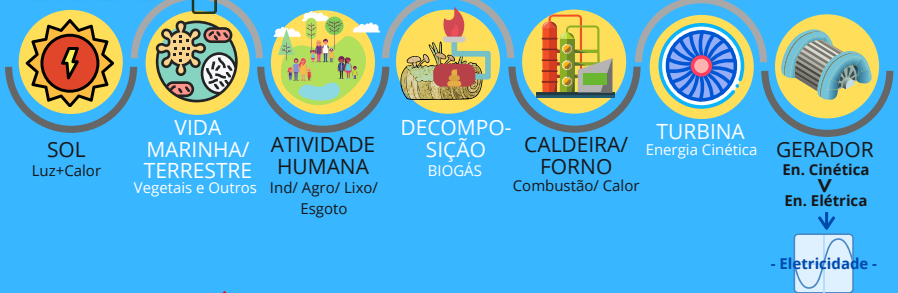 SOL
Luz+Calor
VIDA
MARINHA/
TERRESTRE
Vegetais e Outros
ATIVIDADE
HUMANA
Ind/ Agro/ Lixo/
Esgoto
DECOMPO-
SIÇÃO
BIOGÁS
CALDEIRA/
FORNO
Combustão/ Calor
TURBINA
Energia Cinética
GERADOR
En. Cinética
En. Elétrica
- Eletricidade -